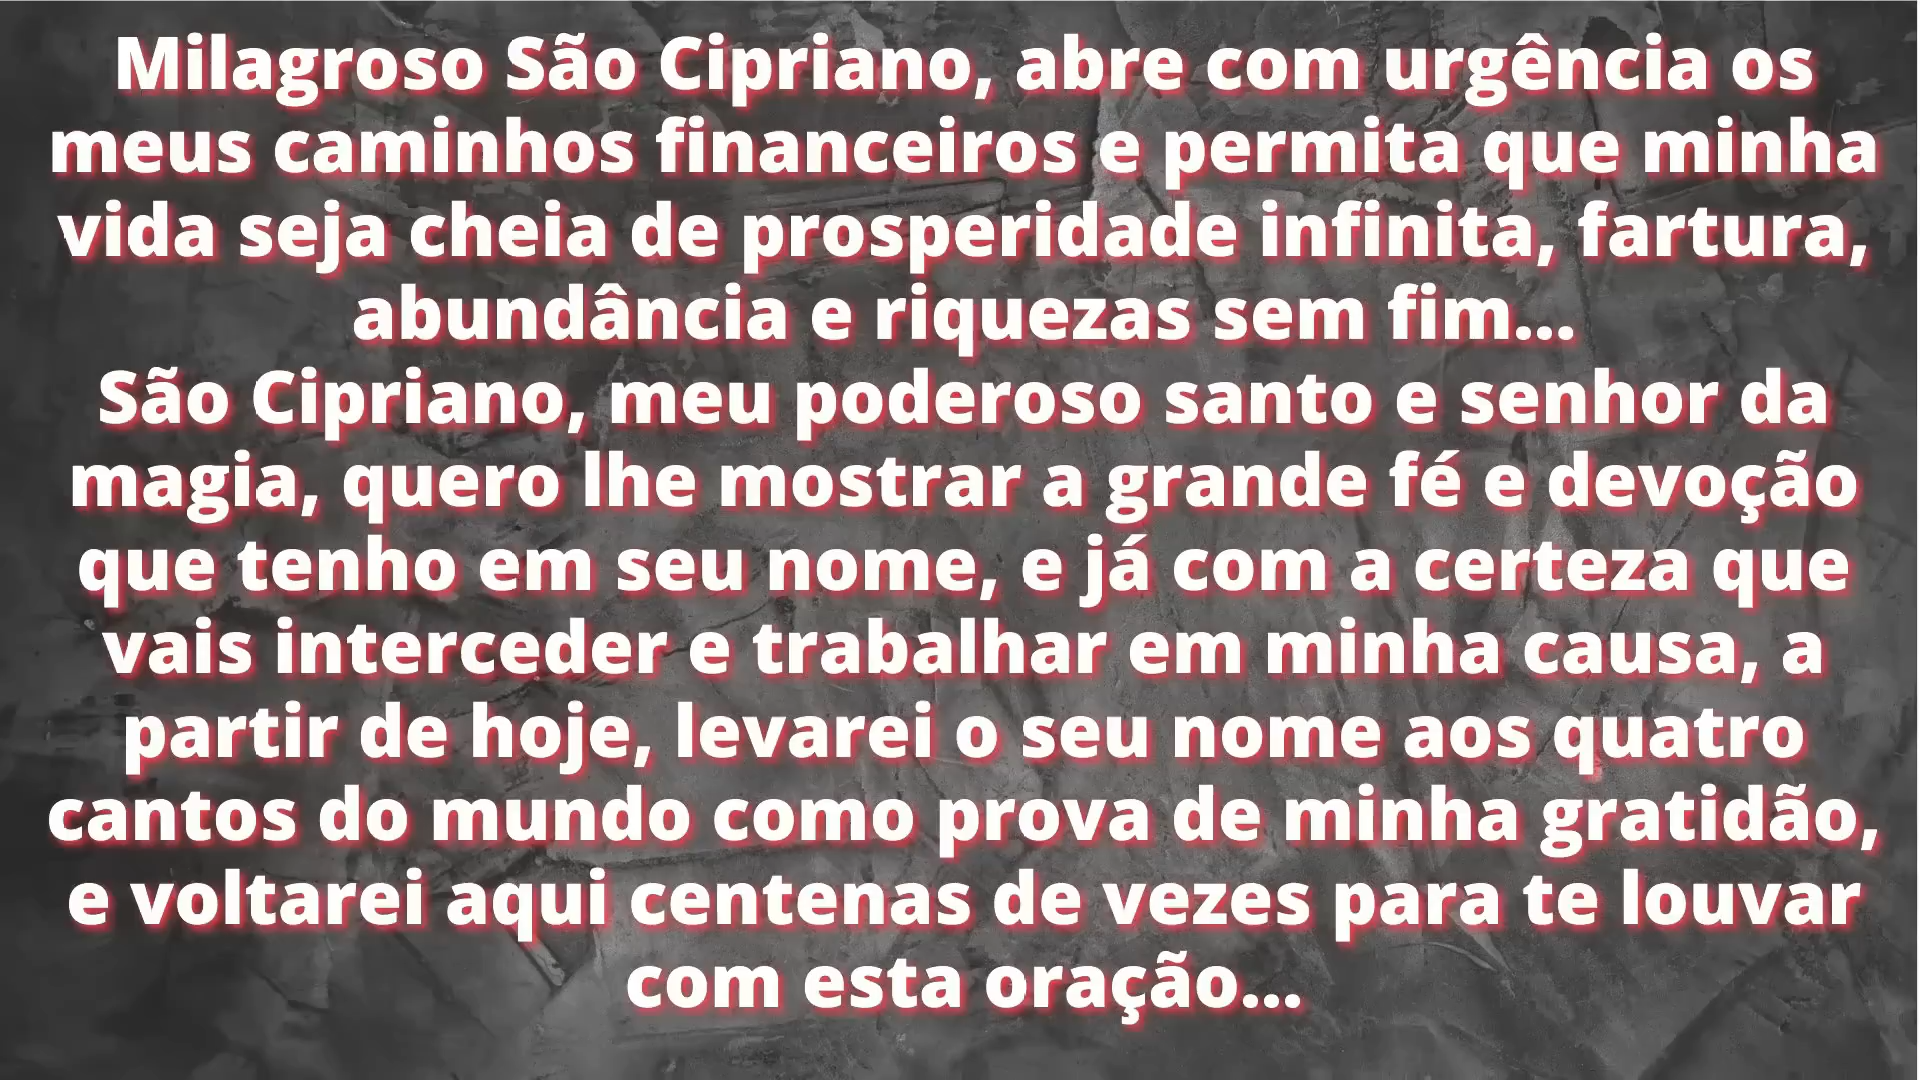 Milagroso São Cipriano, abre com urgência os
meus caminhos financeiros e permita que minha
vida seja cheia de prosperidade infinita, fartura,
abundância e riquezas sem fim...
São Cipriano, meu poderoso santo e senhor da
magia, quero lhe mostrar a grande fé e devoção
que tenho em seu nome, e já com a certeza que
vais interceder e trabalhar em minha causa, a
partir de hoje, levarei o seu nome aos quatro
cantos do mundo como prova de minha gratidão,
e voltarei aqui centenas de vezes para te louvar
com esta oração...